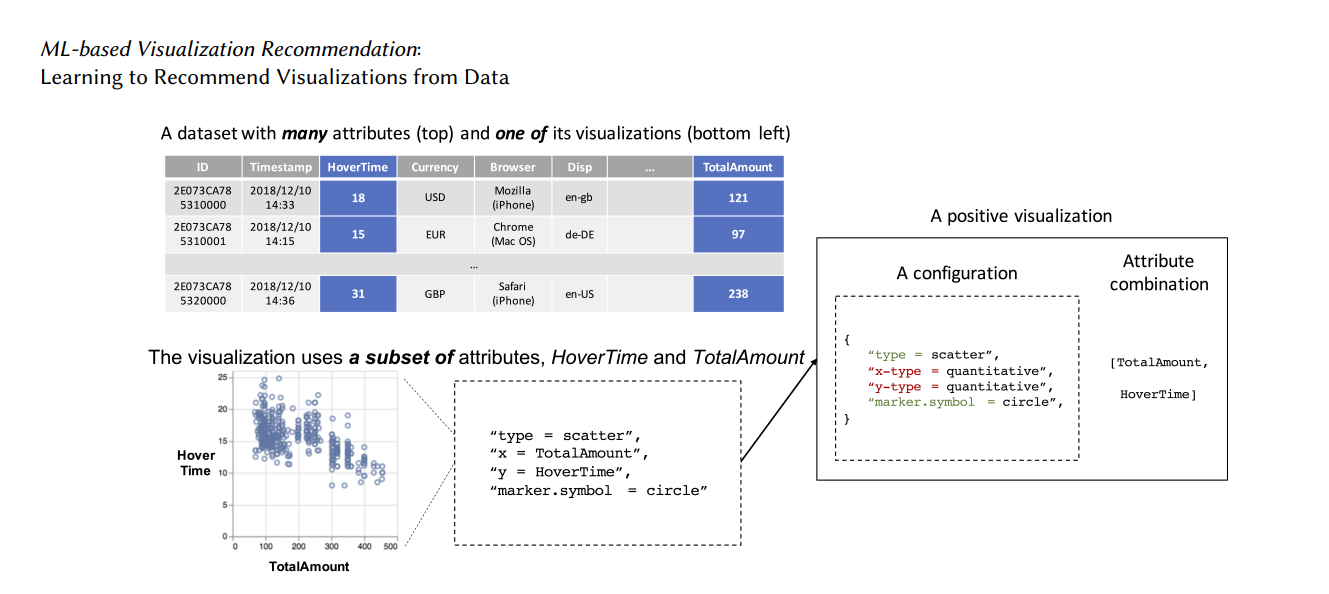 ML-based Visualization Recommendation:
Learning to Recommend Visualizations from Data
A dataset with many attributes (top) and one of its visualizations (bottom left)
ID Timestamp HoverTime Currency Browser Disp ... TotalAmount
2E073CA78 2018/12/10 Mozilla
5310000 14:33 18 USD (iPhone) en-gb 121
2E073CA78 2018/12/10 Chrome
5310001 14:15 15 EUR (Mac OS) de-DE 97
...
2E073CA78 2018/12/10 Safari
5320000 14:36 31 GBP (iPhone) en-US 238
The visualization uses a subset of attributes, HoverTime and TotalAmount
25
20
15
Hover
Time
10
5
0
0 100 200 300 400 500
TotalAmount
“type = scatter”,
“x = TotalAmount”,
“y = HoverTime”,
“marker.symbol = circle”
A positive visualization
A configuration
{
“type = scatter”,
“x-type = quantitative”,
“y-type = quantitative”,
“marker.symbol = circle”,
}
Attribute
combination
[TotalAmount,
HoverTime]